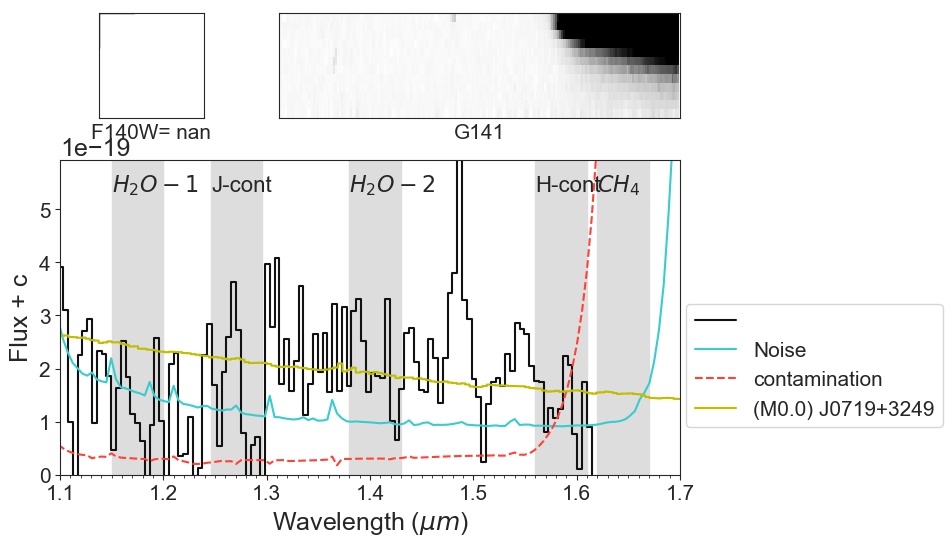 F140W= nan
G141
1e−19
H₂O − 1
J-cont
H₂O − 2
H-cont
CH₄
5
4
3
2
1
0
Flux + c
1.1
1.2
1.3
1.4
1.5
1.6
1.7
Wavelength (μm)
Noise
contamination
(M0.0) J0719+3249